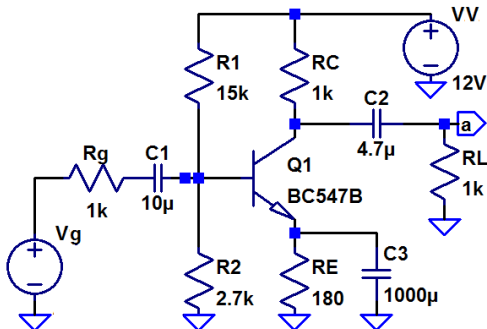 VV
12V
R1
15k
RC
1k
C2
4.7µ
a
RL
1k
Rg
1k
C1
10µ
Q1
BC547B
Vg
R2
2.7k
RE
180
C3
1000µ